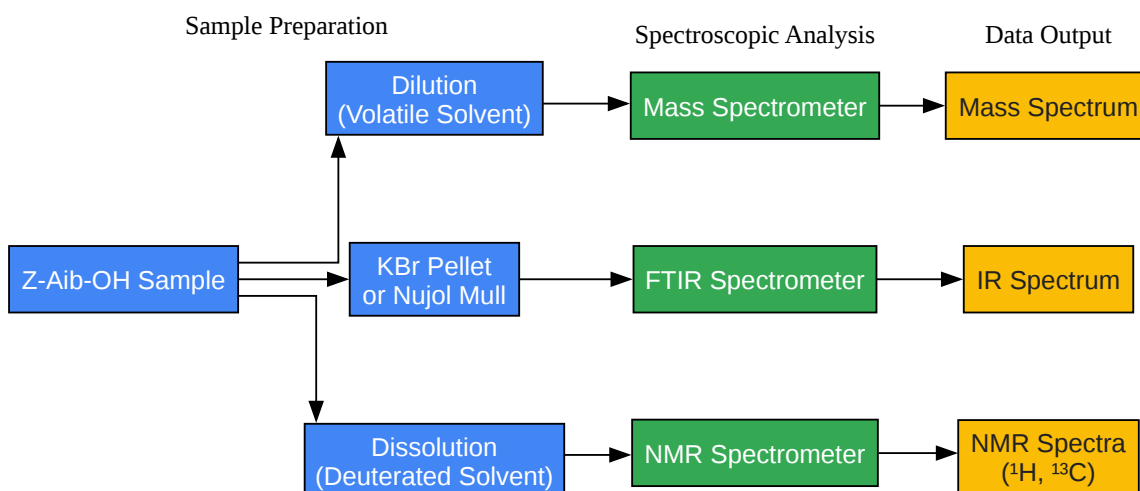 Sample Preparation
Spectroscopic Analysis
Data Output
Dilution
(Volatile Solvent)
Mass Spectrometer
Mass Spectrum
Z-Aib-OH Sample
KBr Pellet
or Nujol Mull
FTIR Spectrometer
IR Spectrum
Dissolution
(Deuterated Solvent)
NMR Spectrometer
NMR Spectra
(¹H, ¹³C)